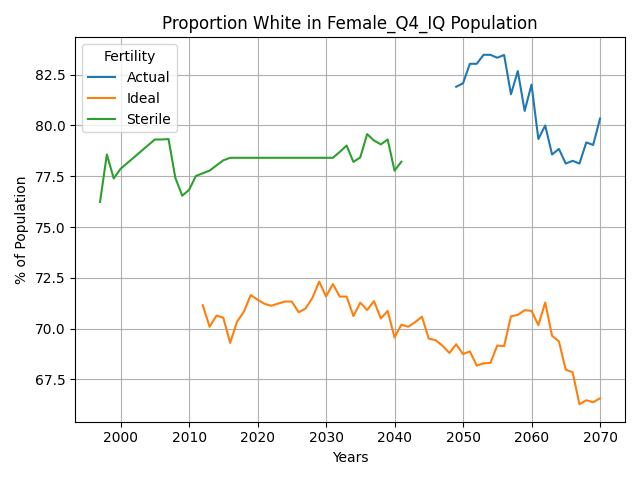 Proportion White in Female_Q4_IQ Population
Fertility
Actual
Ideal
Sterile
% of Population
82.5
80.0
77.5
75.0
72.5
70.0
67.5
2000 2010 2020 2030 2040 2050 2060 2070
Years